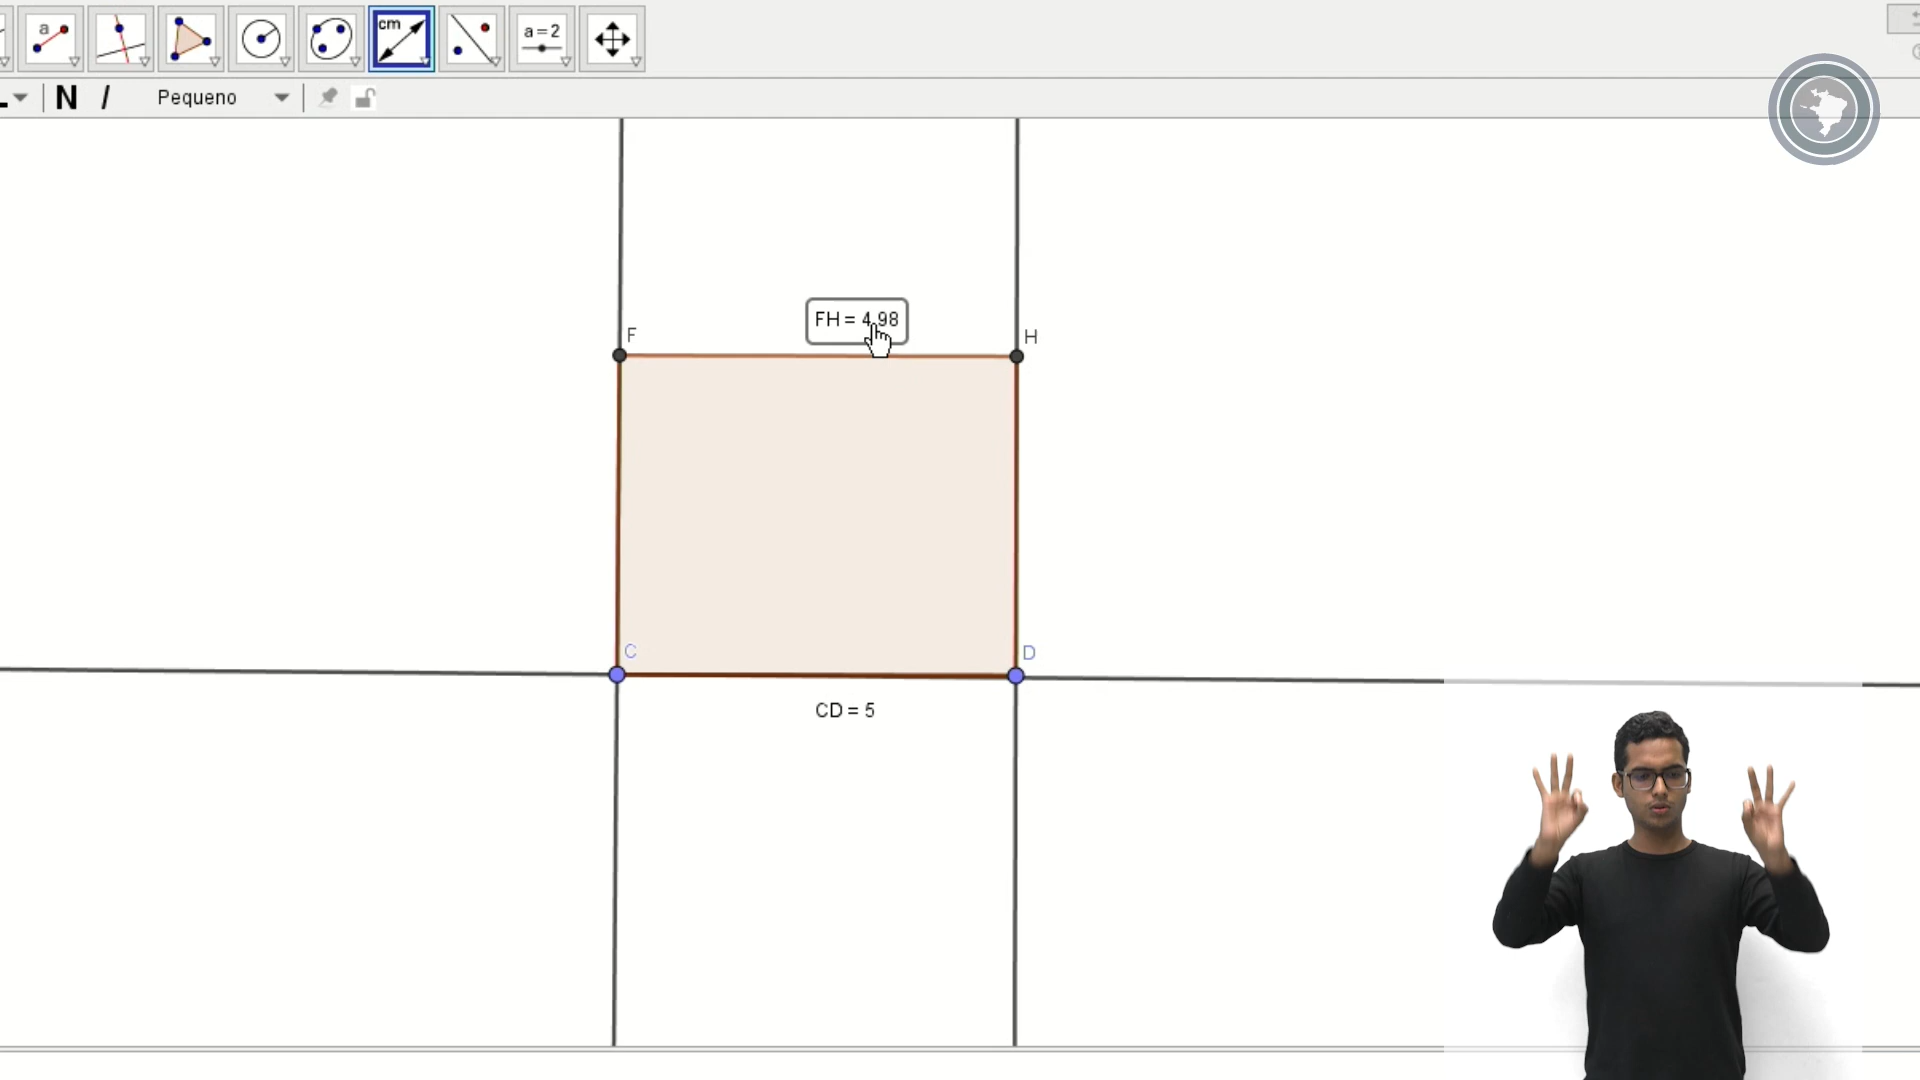 a
cm
a = 2
N I Pequeno
FH = 4.98
F
H
C
D
CD = 5